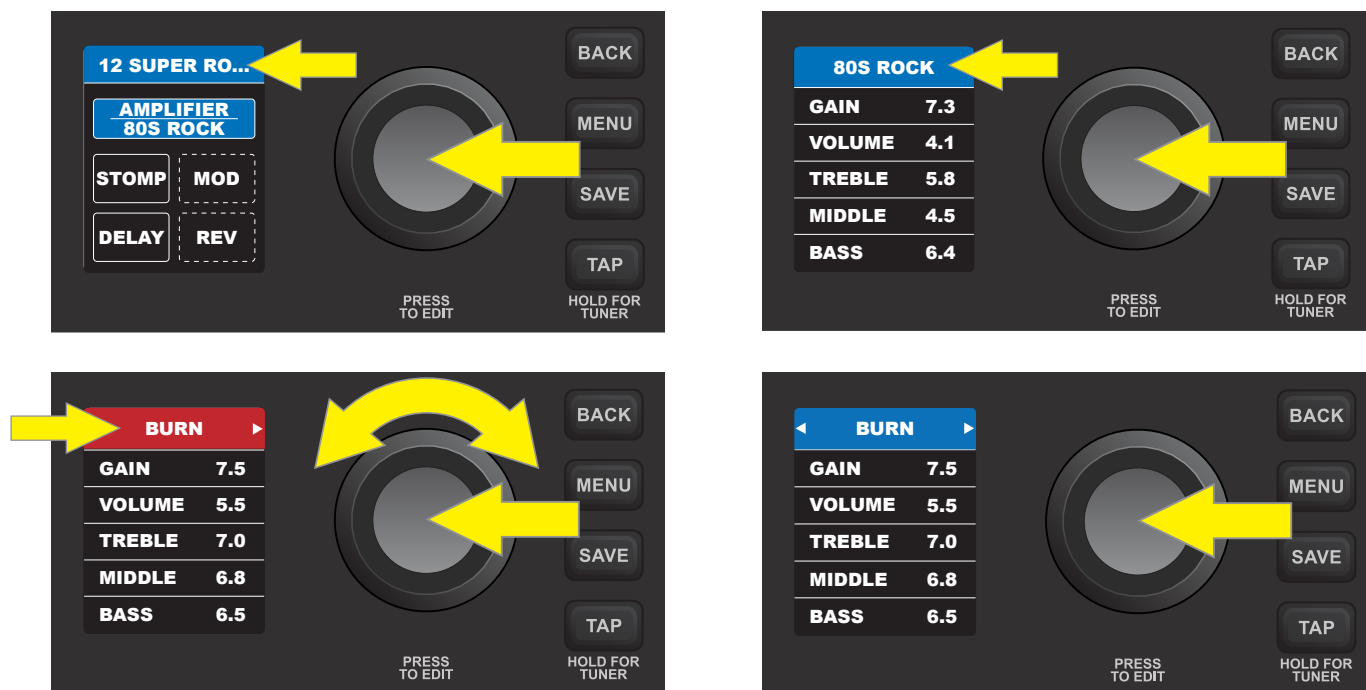 12 SUPER RO...
AMPLIFIER
80S ROCK
STOMP MOD
DELAY REV
BACK
MENU
SAVE
TAP
HOLD FOR
TUNER
PRESS
TO EDIT
80S ROCK
GAIN 7.3
VOLUME 4.1
TREBLE 5.8
MIDDLE 4.5
BASS 6.4
BACK
MENU
SAVE
TAP
HOLD FOR
TUNER
PRESS
TO EDIT
BURN
GAIN 7.5
VOLUME 5.5
TREBLE 7.0
MIDDLE 6.8
BASS 6.5
BACK
MENU
SAVE
TAP
HOLD FOR
TUNER
PRESS
TO EDIT
BURN
GAIN 7.5
VOLUME 5.5
TREBLE 7.0
MIDDLE 6.8
BASS 6.5
BACK
MENU
SAVE
TAP
HOLD FOR
TUNER
PRESS
TO EDIT